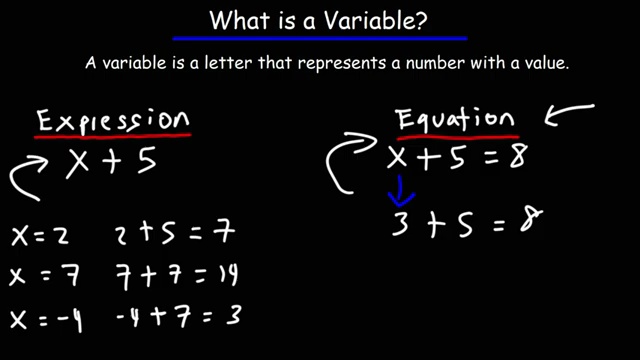 What is a Variable?
A variable is a letter that represents a number with a value.
Expression
x + 5
x = 2 2 + 5 = 7
x = 7 7 + 7 = 14
x = -4 -4 + 7 = 3
Equation
x + 5 = 8
3 + 5 = 8